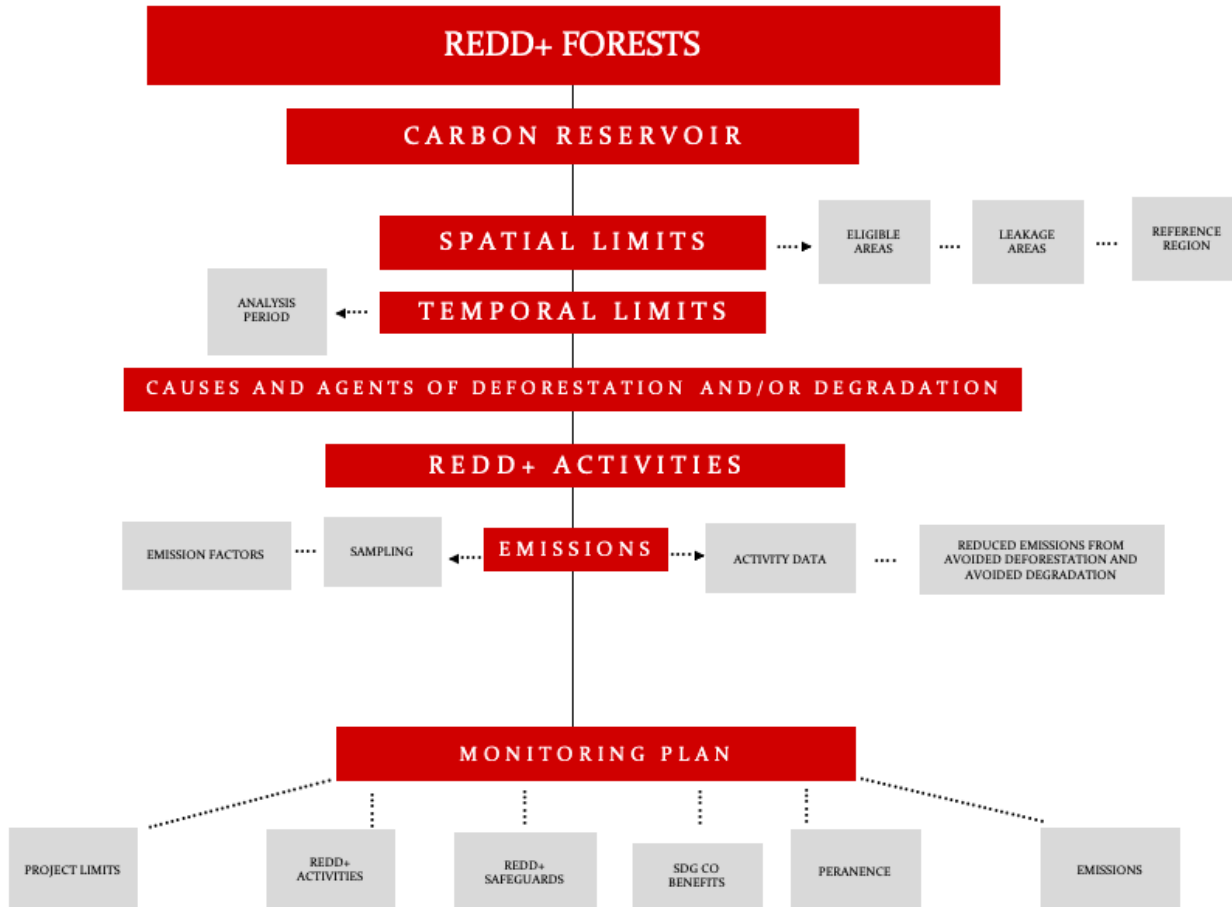 REDD+ FORESTS
CARBON RESERVOIR
SPATIAL LIMITS
ELIGIBLE
AREAS
LEAKAGE
AREAS
REFERENCE
REGION
ANALYSIS
PERIOD
TEMPORAL LIMITS
CAUSES AND AGENTS OF DEFORESTATION AND/OR DEGRADATION
REDD+ ACTIVITIES
EMISSION FACTORS
SAMPLING
EMISSIONS
ACTIVITY DATA
REDUCED EMISSIONS FROM
AVOIDED DEFORESTATION AND
AVOIDED DEGRADATION
MONITORING PLAN
PROJECT LIMITS
REDD+
ACTIVITIES
REDD+
SAFEGUARDS
SDG CO
BENEFITS
PERANENCE
EMISSIONS